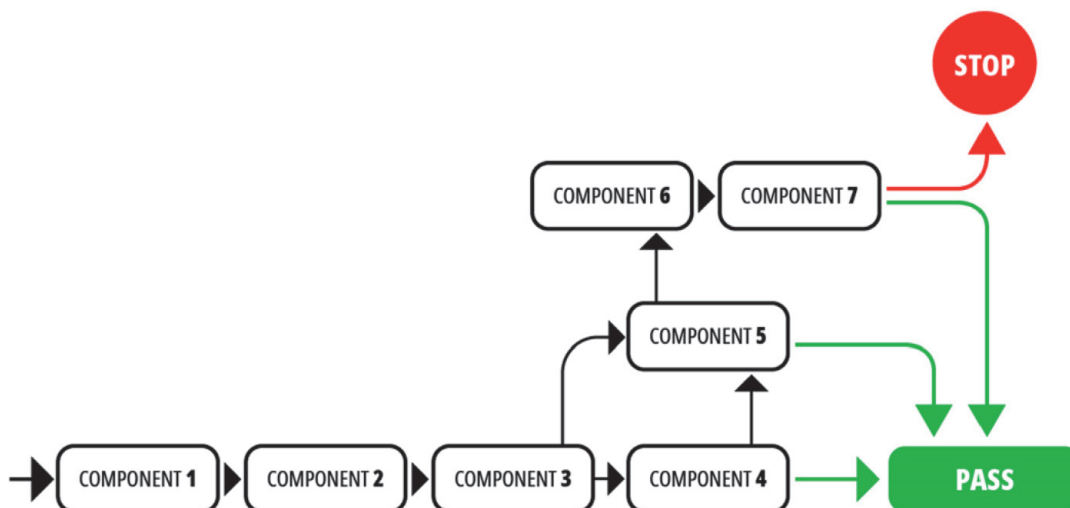 STOP
COMPONENT 6
COMPONENT 7
COMPONENT 5
COMPONENT 1
COMPONENT 2
COMPONENT 3
COMPONENT 4
PASS